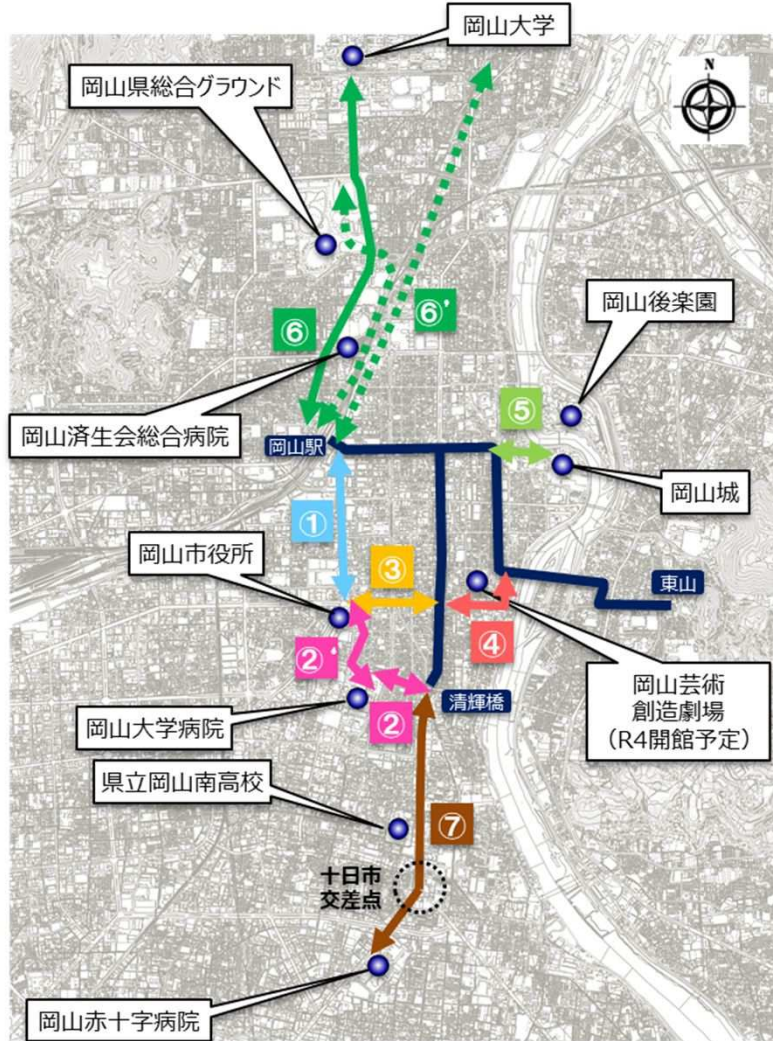 岡山大学
N
岡山県総合グラウンド
岡山後楽園
⑥
⑥'
岡山済生会総合病院
岡山駅
⑤
岡山城
①
岡山市役所
③
東山
④
②'
岡山大学病院
②
清輝橋
岡山芸術
創造劇場
（R4開館予定）
県立岡山南高校
⑦
十日市
交差点
岡山赤十字病院